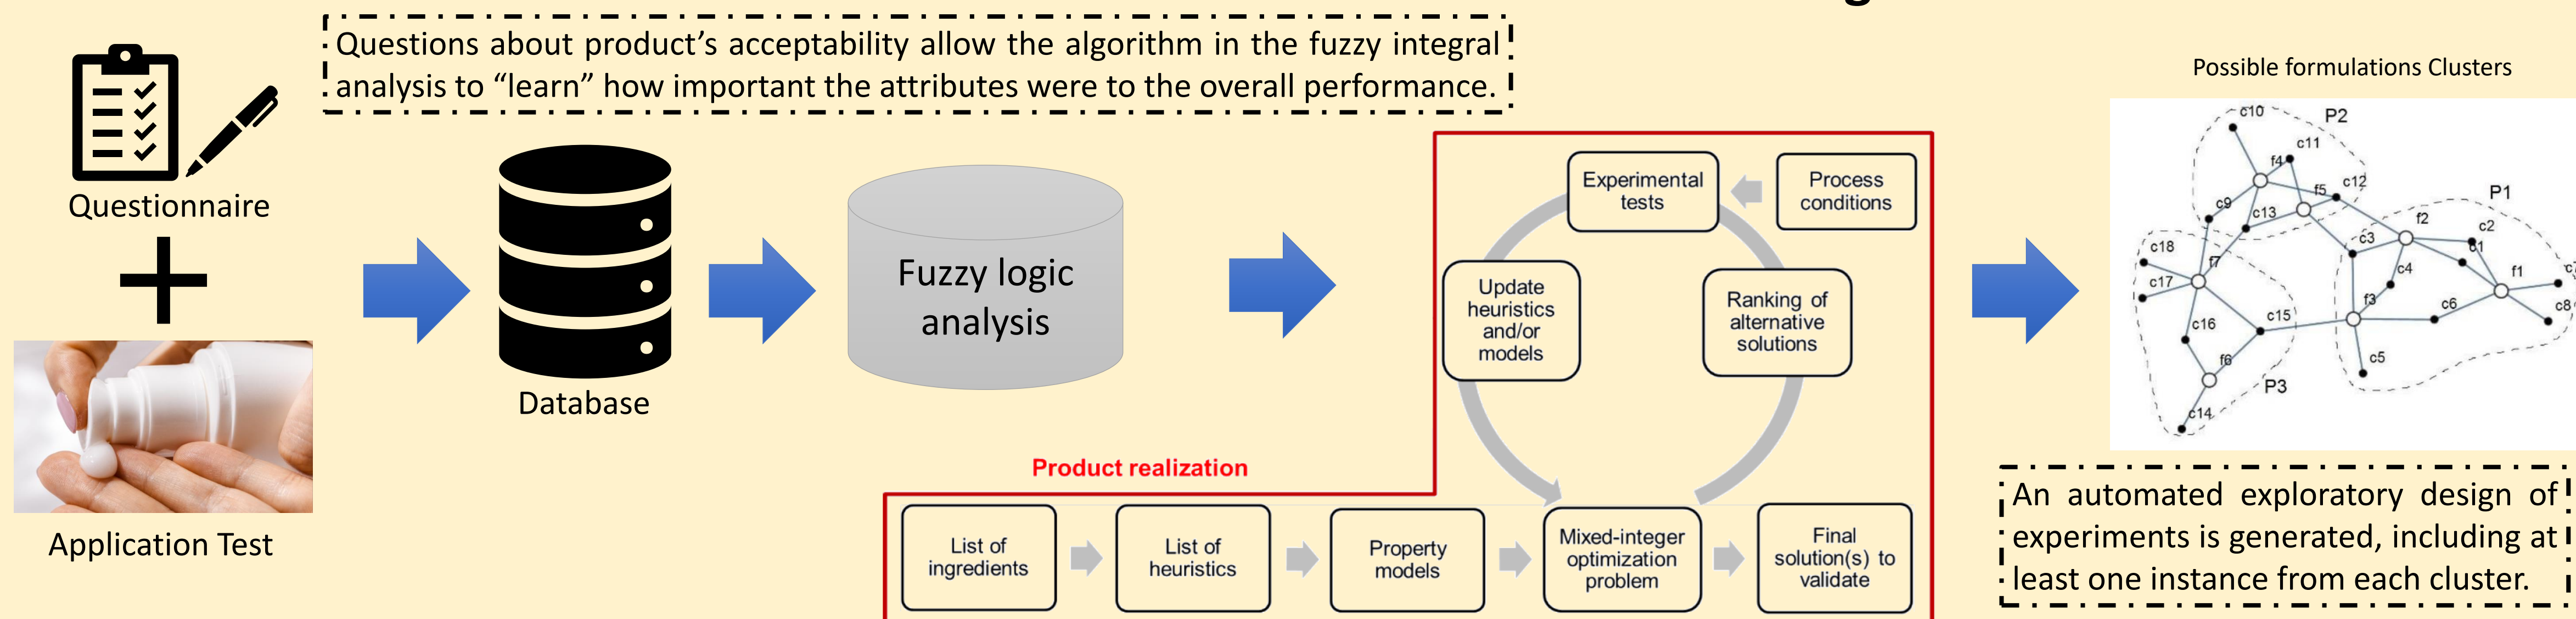 Questions about product's acceptability allow the algorithm in the fuzzy integral
analysis to “learn” how important the attributes were to the overall performance.
Questionnaire
Application Test
Database
Fuzzy logic
analysis
Product realization
Experimental
tests
Process
conditions
Update
heuristics
and/or
models
Ranking of
alternative
solutions
List of
ingredients
List of
heuristics
Property
models
Mixed-integer
optimization
problem
Final
solution(s) to
validate
Possible formulations Clusters
c10
P2
c11
f4
c12
f5
c9
c13
P1
f2
c2
c3
c1
c18
f7
c4
f1
c17
f3
c6
c8
c15
c16
f6
c5
P3
c14
An automated exploratory design of
experiments is generated, including at
least one instance from each cluster.